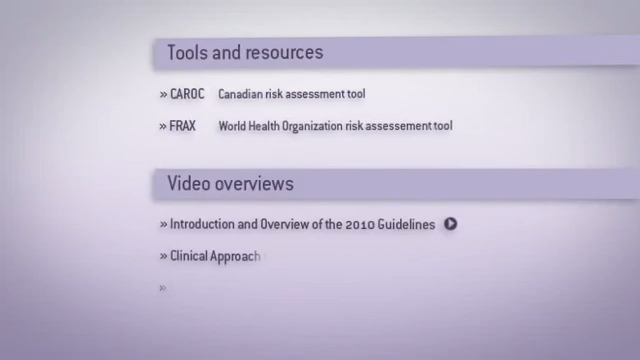 Tools and resources
» CAROC Canadian risk assessment tool
» FRAX World Health Organization risk assessement tool
Video overviews
» Introduction and Overview of the 2010 Guidelines
» Clinical Approach
»